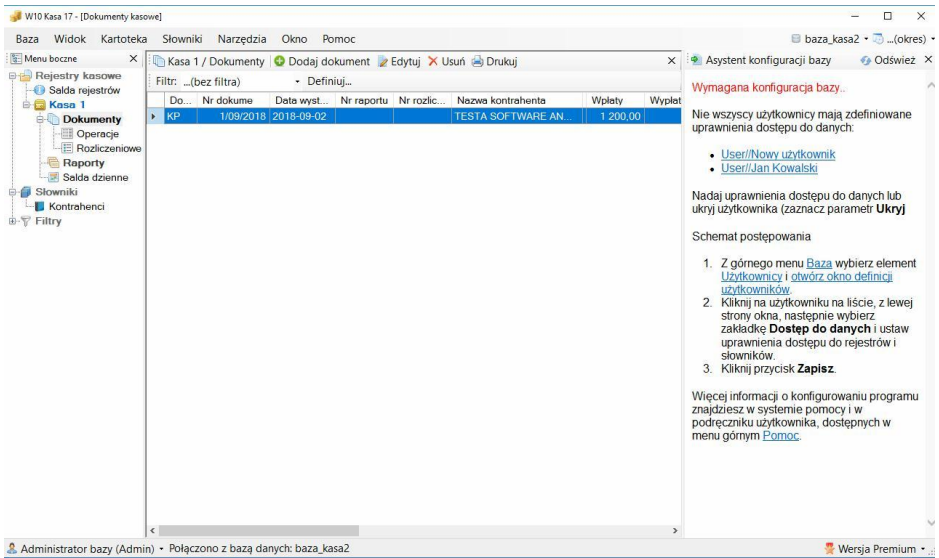 W10 Kasa 17 - [Dokumenty kasowe]
Baza Widok Kartoteka Słowniki Narzędzia Okno Pomoc
baza_kasa2 ...(okres)
Menu boczne
Rejestry kasowe
Salda rejestrów
Kasa 1
Dokumenty
Operacje
Rozliczeniowe
Raporty
Salda dzienne
Słowniki
Kontrahenci
Filtry
Kasa 1 / Dokumenty Dodaj dokument Edytuj Usuń Drukuj
Filtr: ...(bez filtra) Definiuj...
Do... Nr dokume Data wyst... Nr raportu Nr rozlic... Nazwa kontrahenta Wpłaty Wypłat
KP 1/09/2018 2018-09-02 TESTA SOFTWARE AN... 1 200,00
Asystent konfiguracji bazy Odśwież
Wymagana konfiguracja bazy..
Nie wszyscy użytkownicy mają zdefiniowane
uprawnienia dostępu do danych:
User//Nowy użytkownik
User//Jan Kowalski
Nadaj uprawnienia dostępu do danych lub
ukryj użytkownika (zaznacz parametr Ukryj
Schemat postępowania
1. Z górnego menu Baza wybierz element
Użytkownicy i otwórz okno definicji
użytkowników.
2. Kliknij na użytkowniku na liście, z lewej
strony okna, następnie wybierz
zakładkę Dostęp do danych i ustaw
uprawnienia dostępu do rejestrów i
słowników.
3. Kliknij przycisk Zapisz.
Więcej informacji o konfigurowaniu programu
znajdziesz w systemie pomocy i w
podręczniku użytkownika, dostępnych w
menu górnym Pomoc.
Administrator bazy (Admin) Połączono z bazą danych: baza_kasa2
Wersja Premium